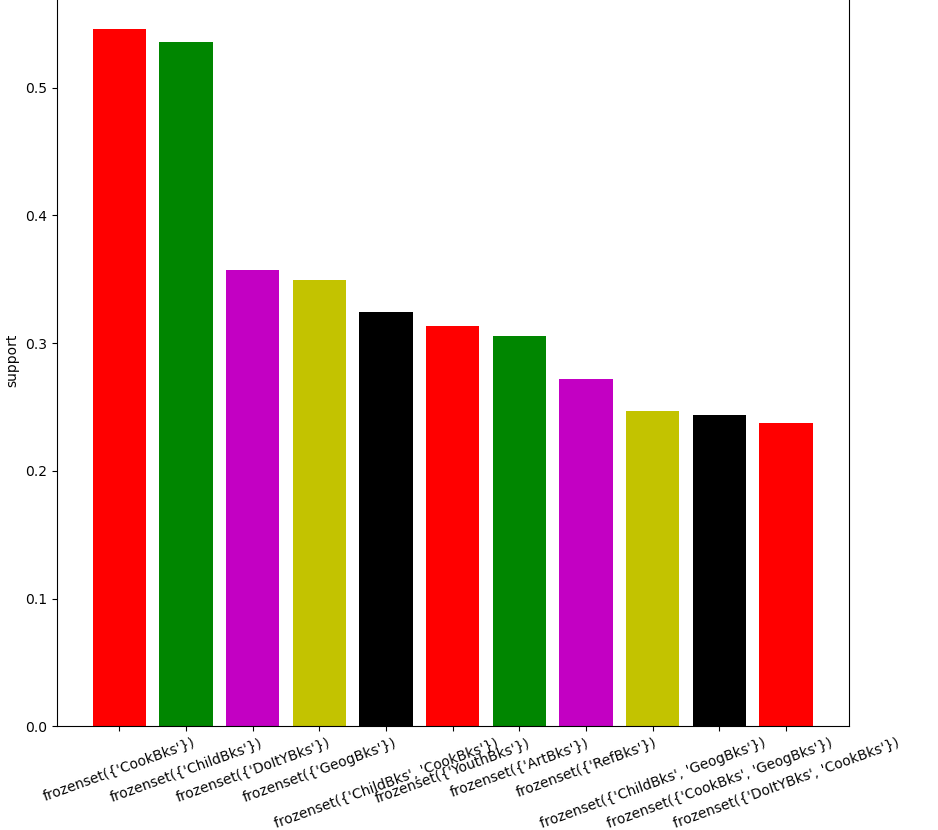 0.5
0.4
0.3
0.2
0.1
0.0
support
frozenset({'CookBks'})
frozenset({'ChildBks'})
frozenset({'DoItYBks'})
frozenset({'GeogBks'})
frozenset({'ChildBks', 'CookBks'})
frozenset({'YouthBks'})
frozenset({'ArtBks'})
frozenset({'RefBks'})
frozenset({'ChildBks', 'GeogBks'})
frozenset({'CookBks', 'GeogBks'})
frozenset({'DoItYBks', 'CookBks'})